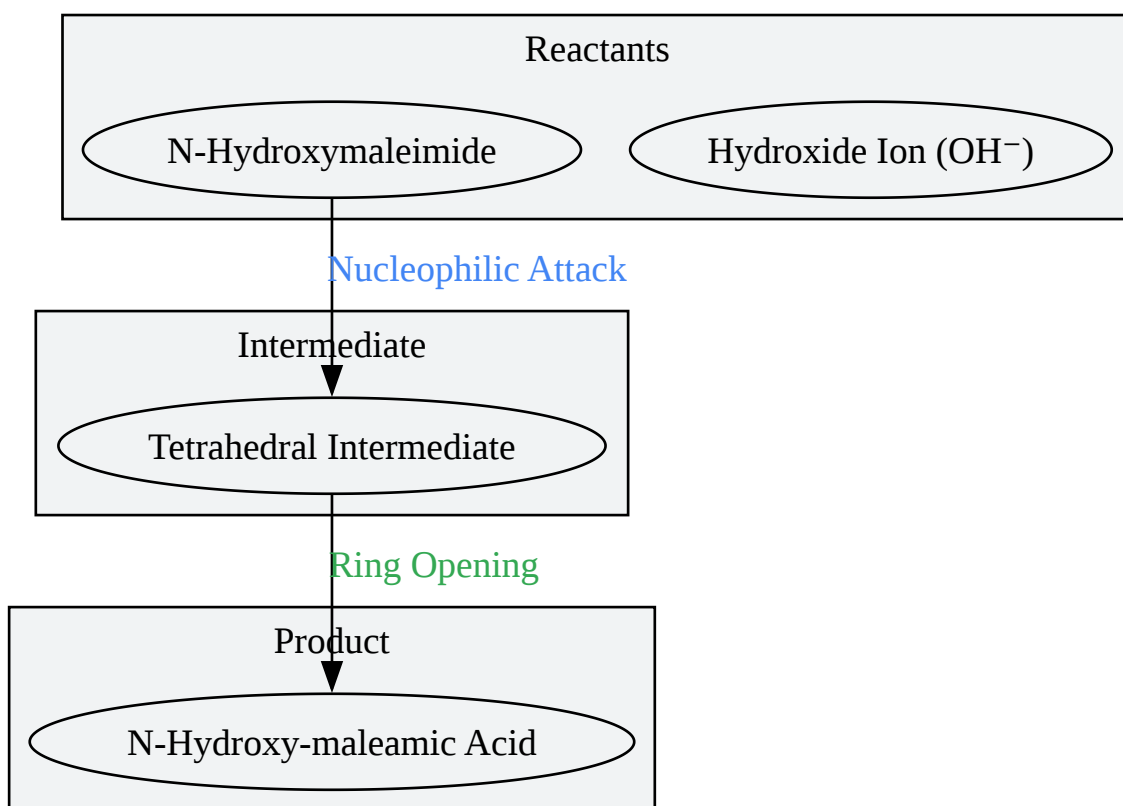 Reactants
N-Hydroxymaleimide
Hydroxide Ion (OH⁻)
Nucleophilic Attack
Intermediate
Tetrahedral Intermediate
Ring Opening
Product
N-Hydroxy-maleamic Acid